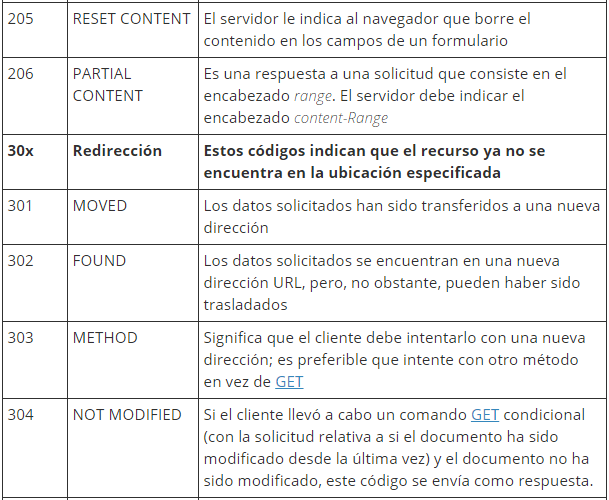 205 RESET CONTENT El servidor le indica al navegador que borre el
contenido en los campos de un formulario
206 PARTIAL Es una respuesta a una solicitud que consiste en el
CONTENT encabezado range. El servidor debe indicar el
encabezado content-Range
30x Redirección Estos códigos indican que el recurso ya no se
encuentra en la ubicación especificada
301 MOVED Los datos solicitados han sido transferidos a una nueva
dirección
302 FOUND Los datos solicitados se encuentran en una nueva
dirección URL, pero, no obstante, pueden haber sido
trasladados
303 METHOD Significa que el cliente debe intentarlo con una nueva
dirección; es preferible que intente con otro método
en vez de GET
304 NOT MODIFIED Si el cliente llevó a cabo un comando GET condicional
(con la solicitud relativa a si el documento ha sido
modificado desde la última vez) y el documento no ha
sido modificado, este código se envía como respuesta.